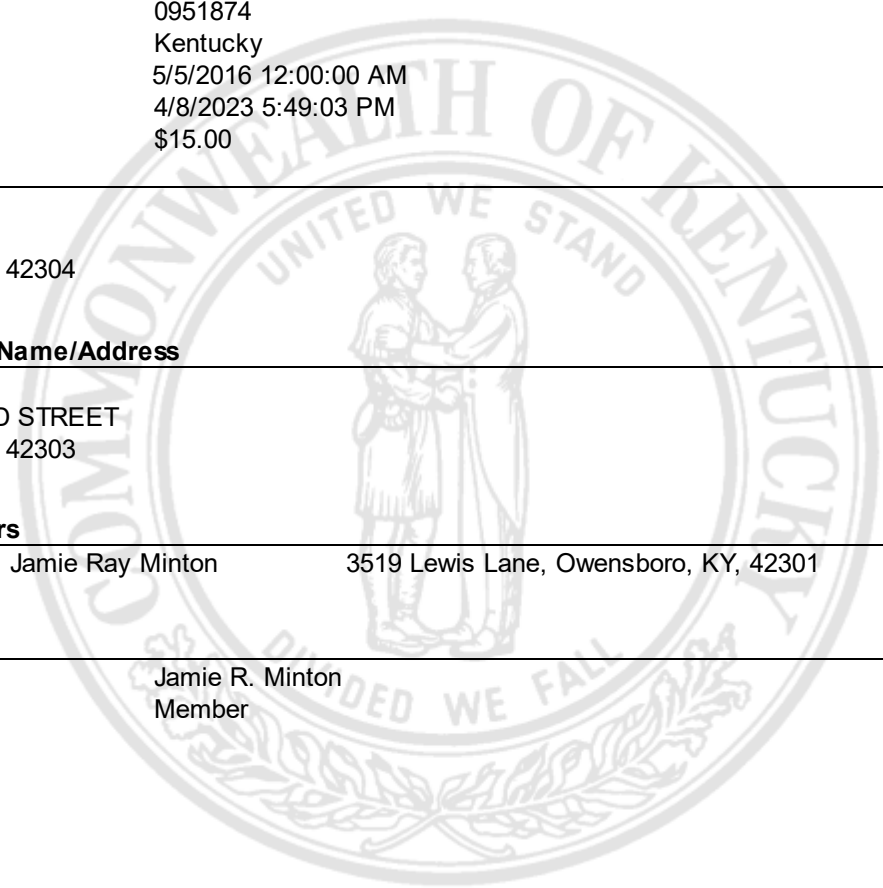 0951874
Kentucky
5/5/2016 12:00:00 AM
4/8/2023 5:49:03 PM
$15.00
42304
Name/Address
D STREET
42303
rs
Jamie Ray Minton 3519 Lewis Lane, Owensboro, KY, 42301
Jamie R. Minton
Member
COMMONWEALTH OF KENTUCKY
UNITED WE STAND
DIVIDED WE FALL